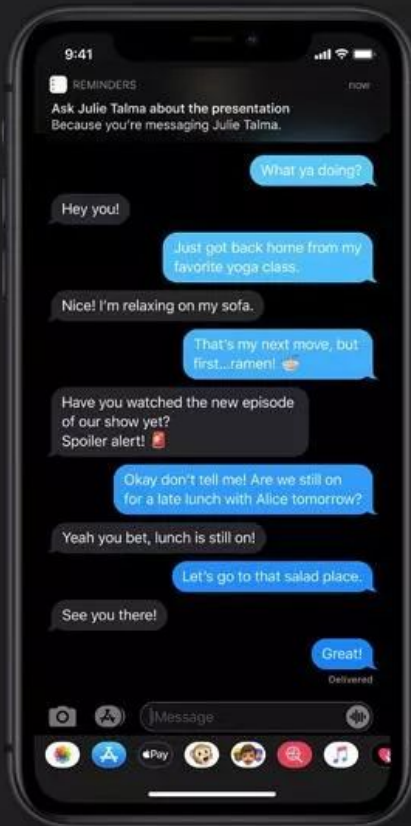 9:41
REMINDERS
now
Ask Julie Talma about the presentation
Because you're messaging Julie Talma.
What ya doing?
Hey you!
Just got back home from my
favorite yoga class.
Nice! I'm relaxing on my sofa.
That's my next move, but
first...ramen! 🍜
Have you watched the new episode
of our show yet?
Spoiler alert! 🚨
Okay don't tell me! Are we still on
for a late lunch with Alice tomorrow?
Yeah you bet, lunch is still on!
Let's go to that salad place.
See you there!
Great!
Delivered
Message
Pay